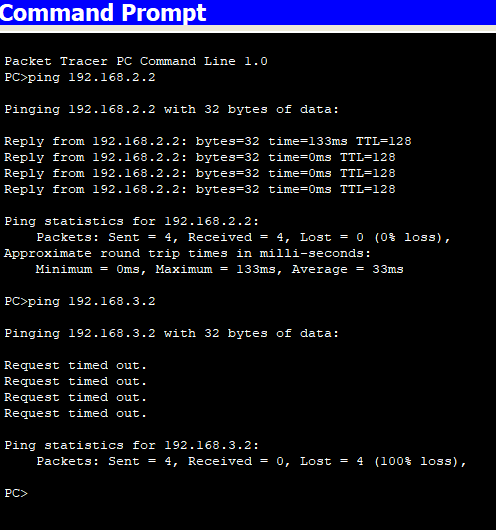 Command Prompt
Packet Tracer PC Command Line 1.0
PC>ping 192.168.2.2
Pinging 192.168.2.2 with 32 bytes of data:
Reply from 192.168.2.2: bytes=32 time=133ms TTL=128
Reply from 192.168.2.2: bytes=32 time=0ms TTL=128
Reply from 192.168.2.2: bytes=32 time=0ms TTL=128
Reply from 192.168.2.2: bytes=32 time=0ms TTL=128
Ping statistics for 192.168.2.2:
Packets: Sent = 4, Received = 4, Lost = 0 (0% loss),
Approximate round trip times in milli-seconds:
Minimum = 0ms, Maximum = 133ms, Average = 33ms
PC>ping 192.168.3.2
Pinging 192.168.3.2 with 32 bytes of data:
Request timed out.
Request timed out.
Request timed out.
Request timed out.
Ping statistics for 192.168.3.2:
Packets: Sent = 4, Received = 0, Lost = 4 (100% loss),
PC>